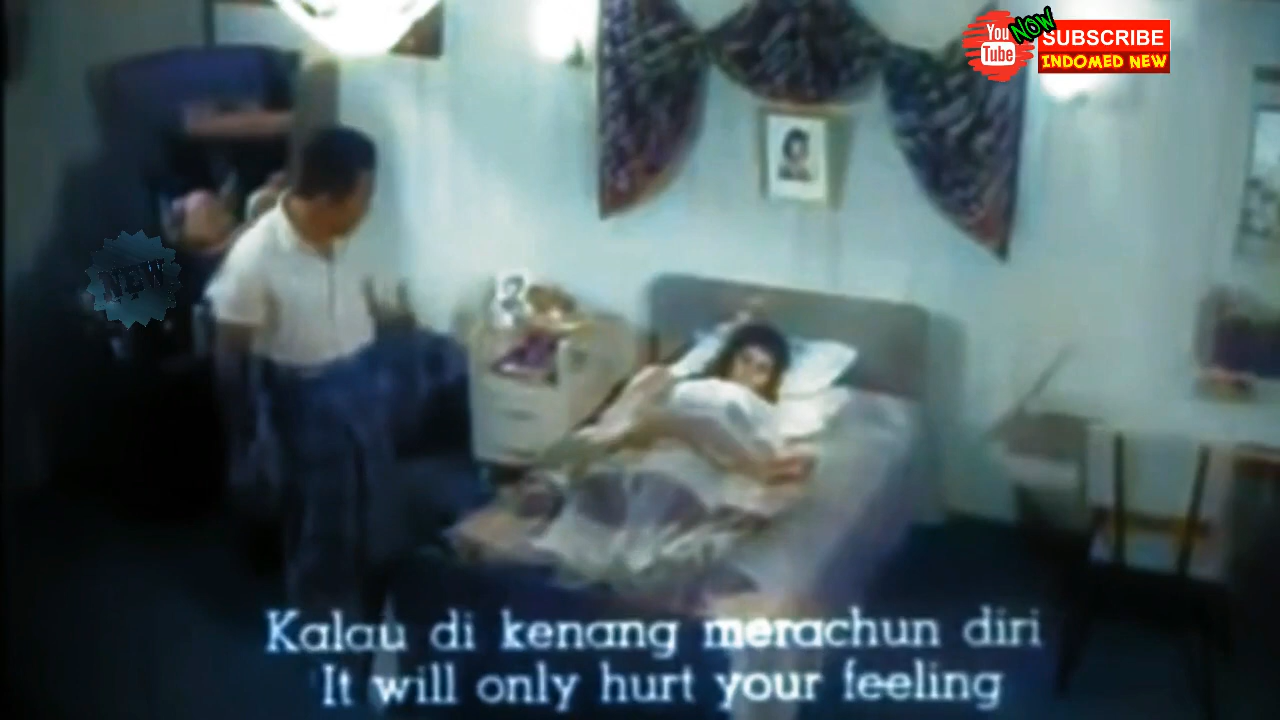 You
Tube
NOW
SUBSCRIBE
INDOMED NEW
NEW
Kalau di kenang merachun diri
It will only hurt your feeling